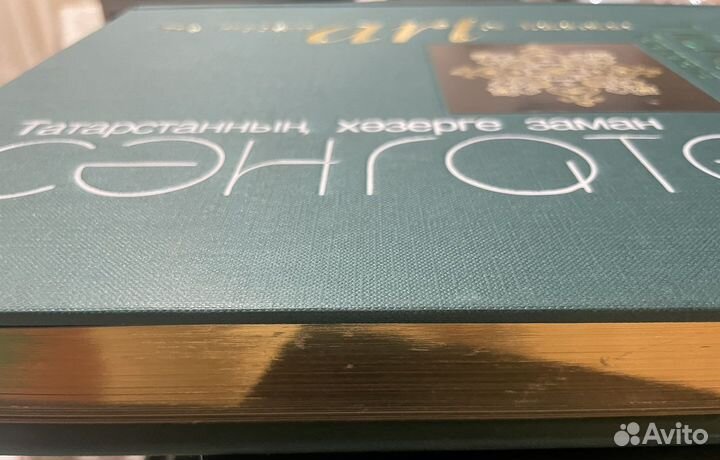 art
Татарстанның хәзерге заман
сәнгате
Avito